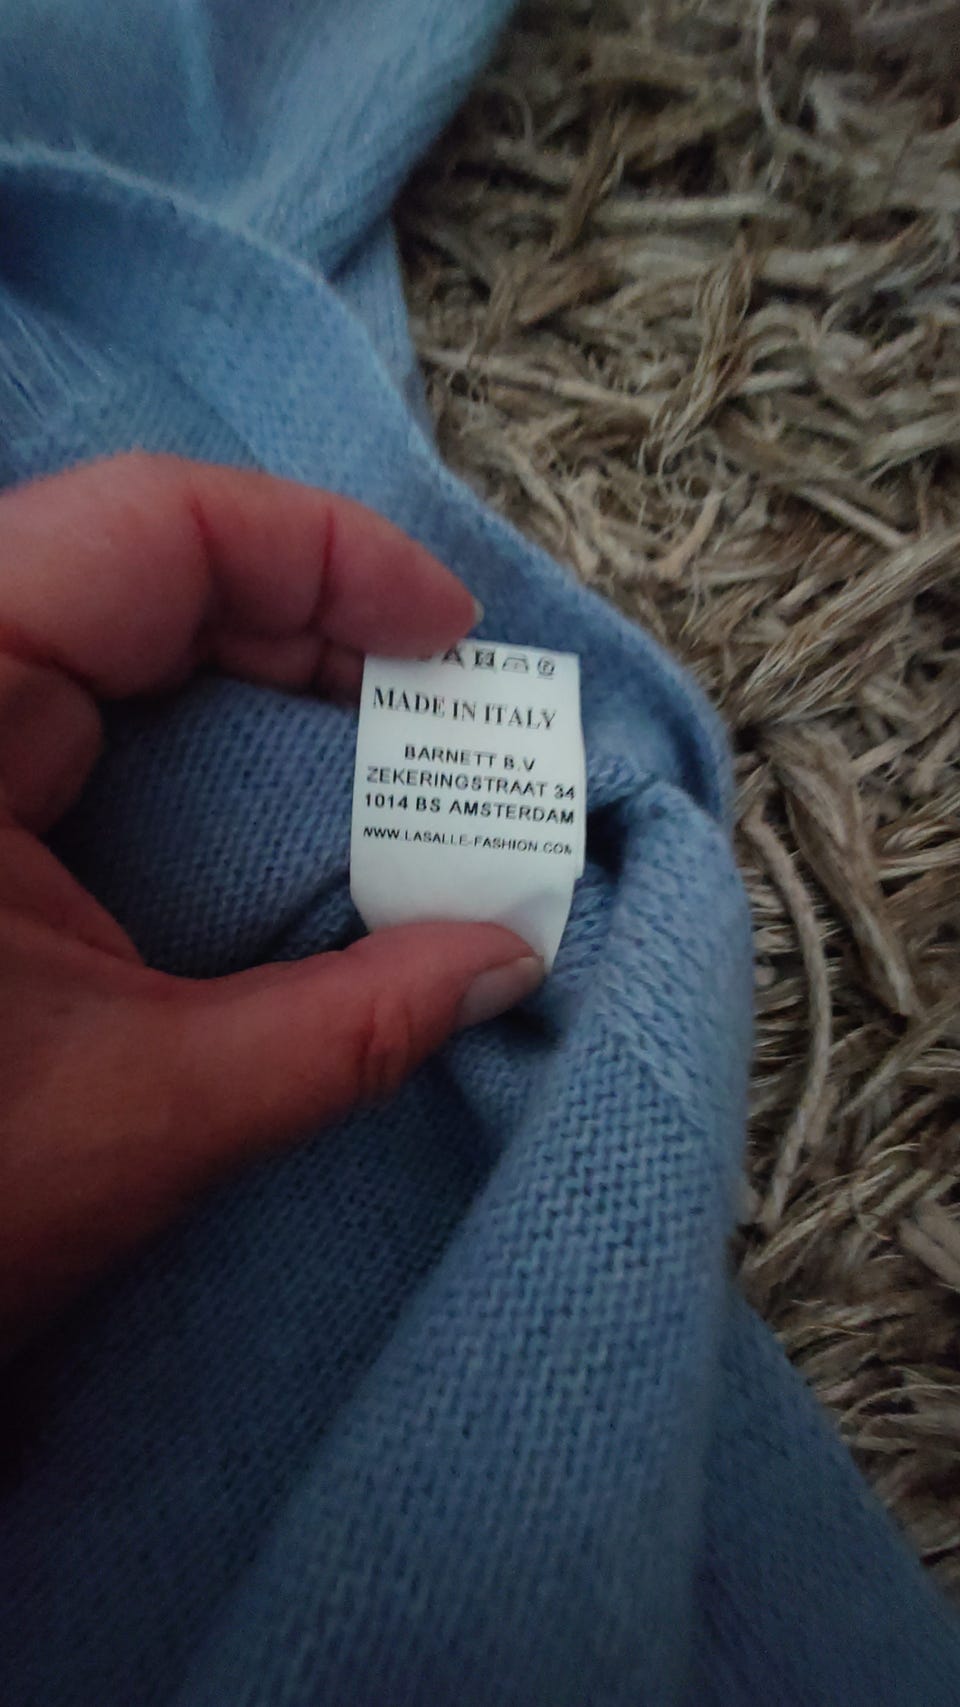 MADE IN ITALY
BARNETT B.V
ZEKERINGSTRAAT 34
1014 BS AMSTERDAM
WWW.LASALLE-FASHION.COM